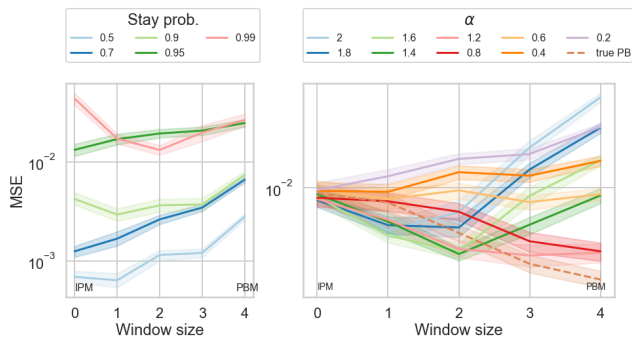 Stay prob.
0.5 0.9 0.99
0.7 0.95
α
2 1.6 1.2 0.6 0.2
1.8 1.4 0.8 0.4 true PB
MSE
10⁻²
10⁻³
IPM PBM
0 1 2 3 4
Window size
10⁻²
IPM PBM
0 1 2 3 4
Window size